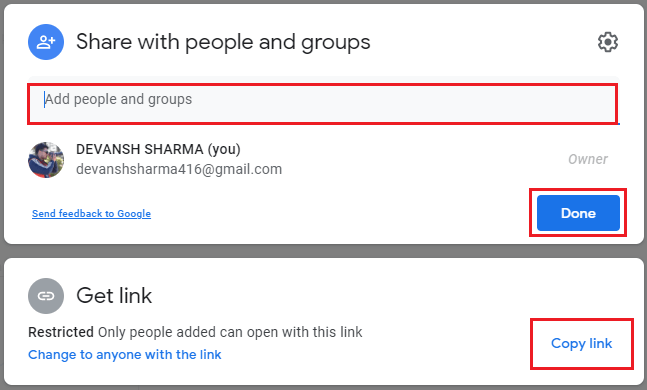 Share with people and groups
Add people and groups
DEVANSH SHARMA (you)
devanshsharma416@gmail.com
Owner
Send feedback to Google
Done
Get link
Restricted Only people added can open with this link
Change to anyone with the link
Copy link